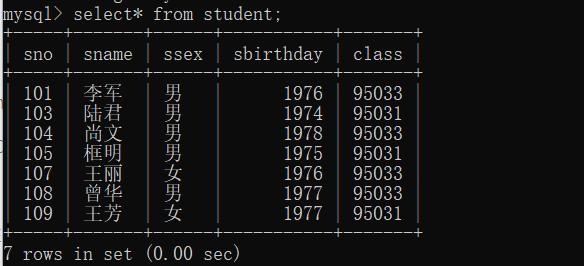 mysql> select* from student;
+-----+-------+------+-----------+-------+
| sno | sname | ssex | sbirthday | class |
+-----+-------+------+-----------+-------+
| 101 | 李军 | 男 | 1976 | 95033 |
| 103 | 陆君 | 男 | 1974 | 95031 |
| 104 | 尚文 | 男 | 1978 | 95033 |
| 105 | 框明 | 男 | 1975 | 95031 |
| 107 | 王丽 | 女 | 1976 | 95033 |
| 108 | 曾华 | 男 | 1977 | 95033 |
| 109 | 王芳 | 女 | 1977 | 95031 |
+-----+-------+------+-----------+-------+
7 rows in set (0.00 sec)